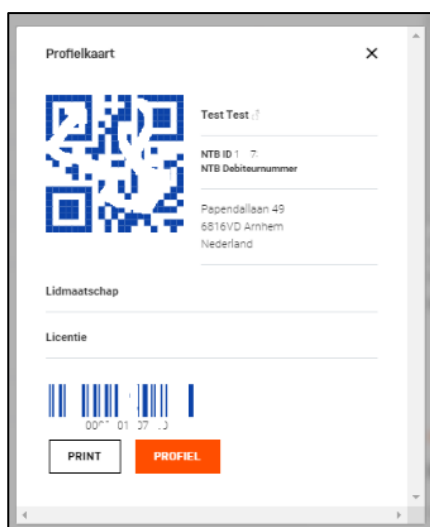 Profielkaart
Test Test
NTB ID
NTB Debiteurnummer
Papendallaan 49
6816VD Arnhem
Nederland
Lidmaatschap
Licentie
PRINT
PROFIEL